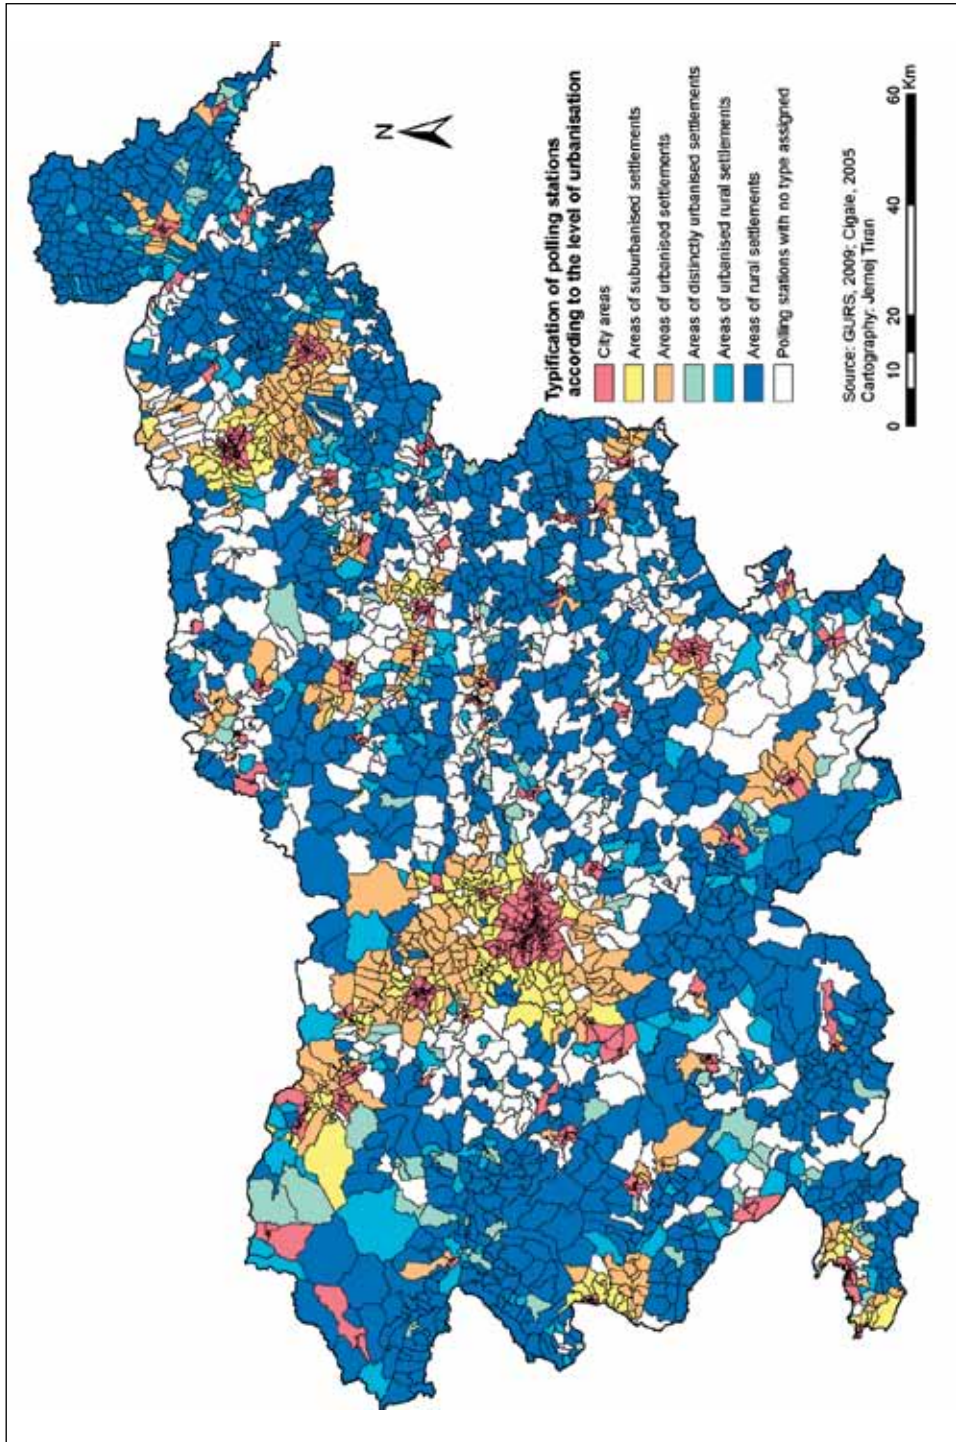 N
Typification of polling stations
according to the level of urbanisation
City areas
Areas of suburbanised settlements
Areas of urbanised settlements
Areas of distinctly urbanised settlements
Areas of urbanised rural settlements
Areas of rural settlements
Polling stations with no type assigned
Source: GURS, 2009; Cigale, 2005
Cartography: Jernej Tiran
0 10 20 40 60
Km